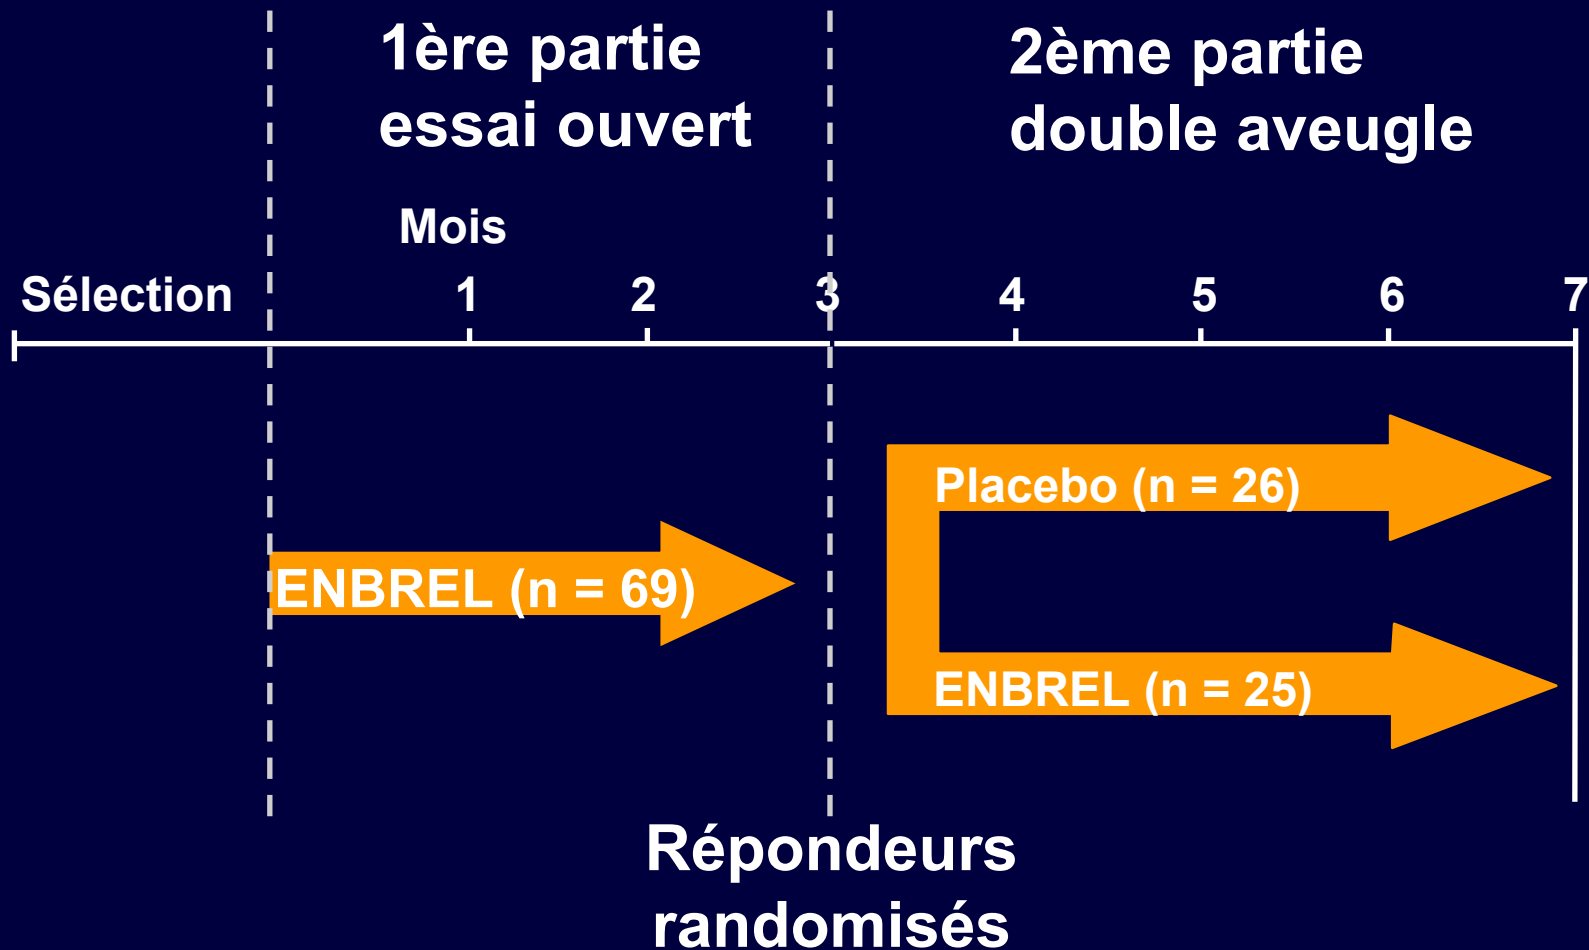 1ère partie
essai ouvert
2ème partie
double aveugle
Mois
Sélection 1 2 3 4 5 6 7
Placebo (n = 26)
ENBREL (n = 69)
ENBREL (n = 25)
Répondeurs
randomisés